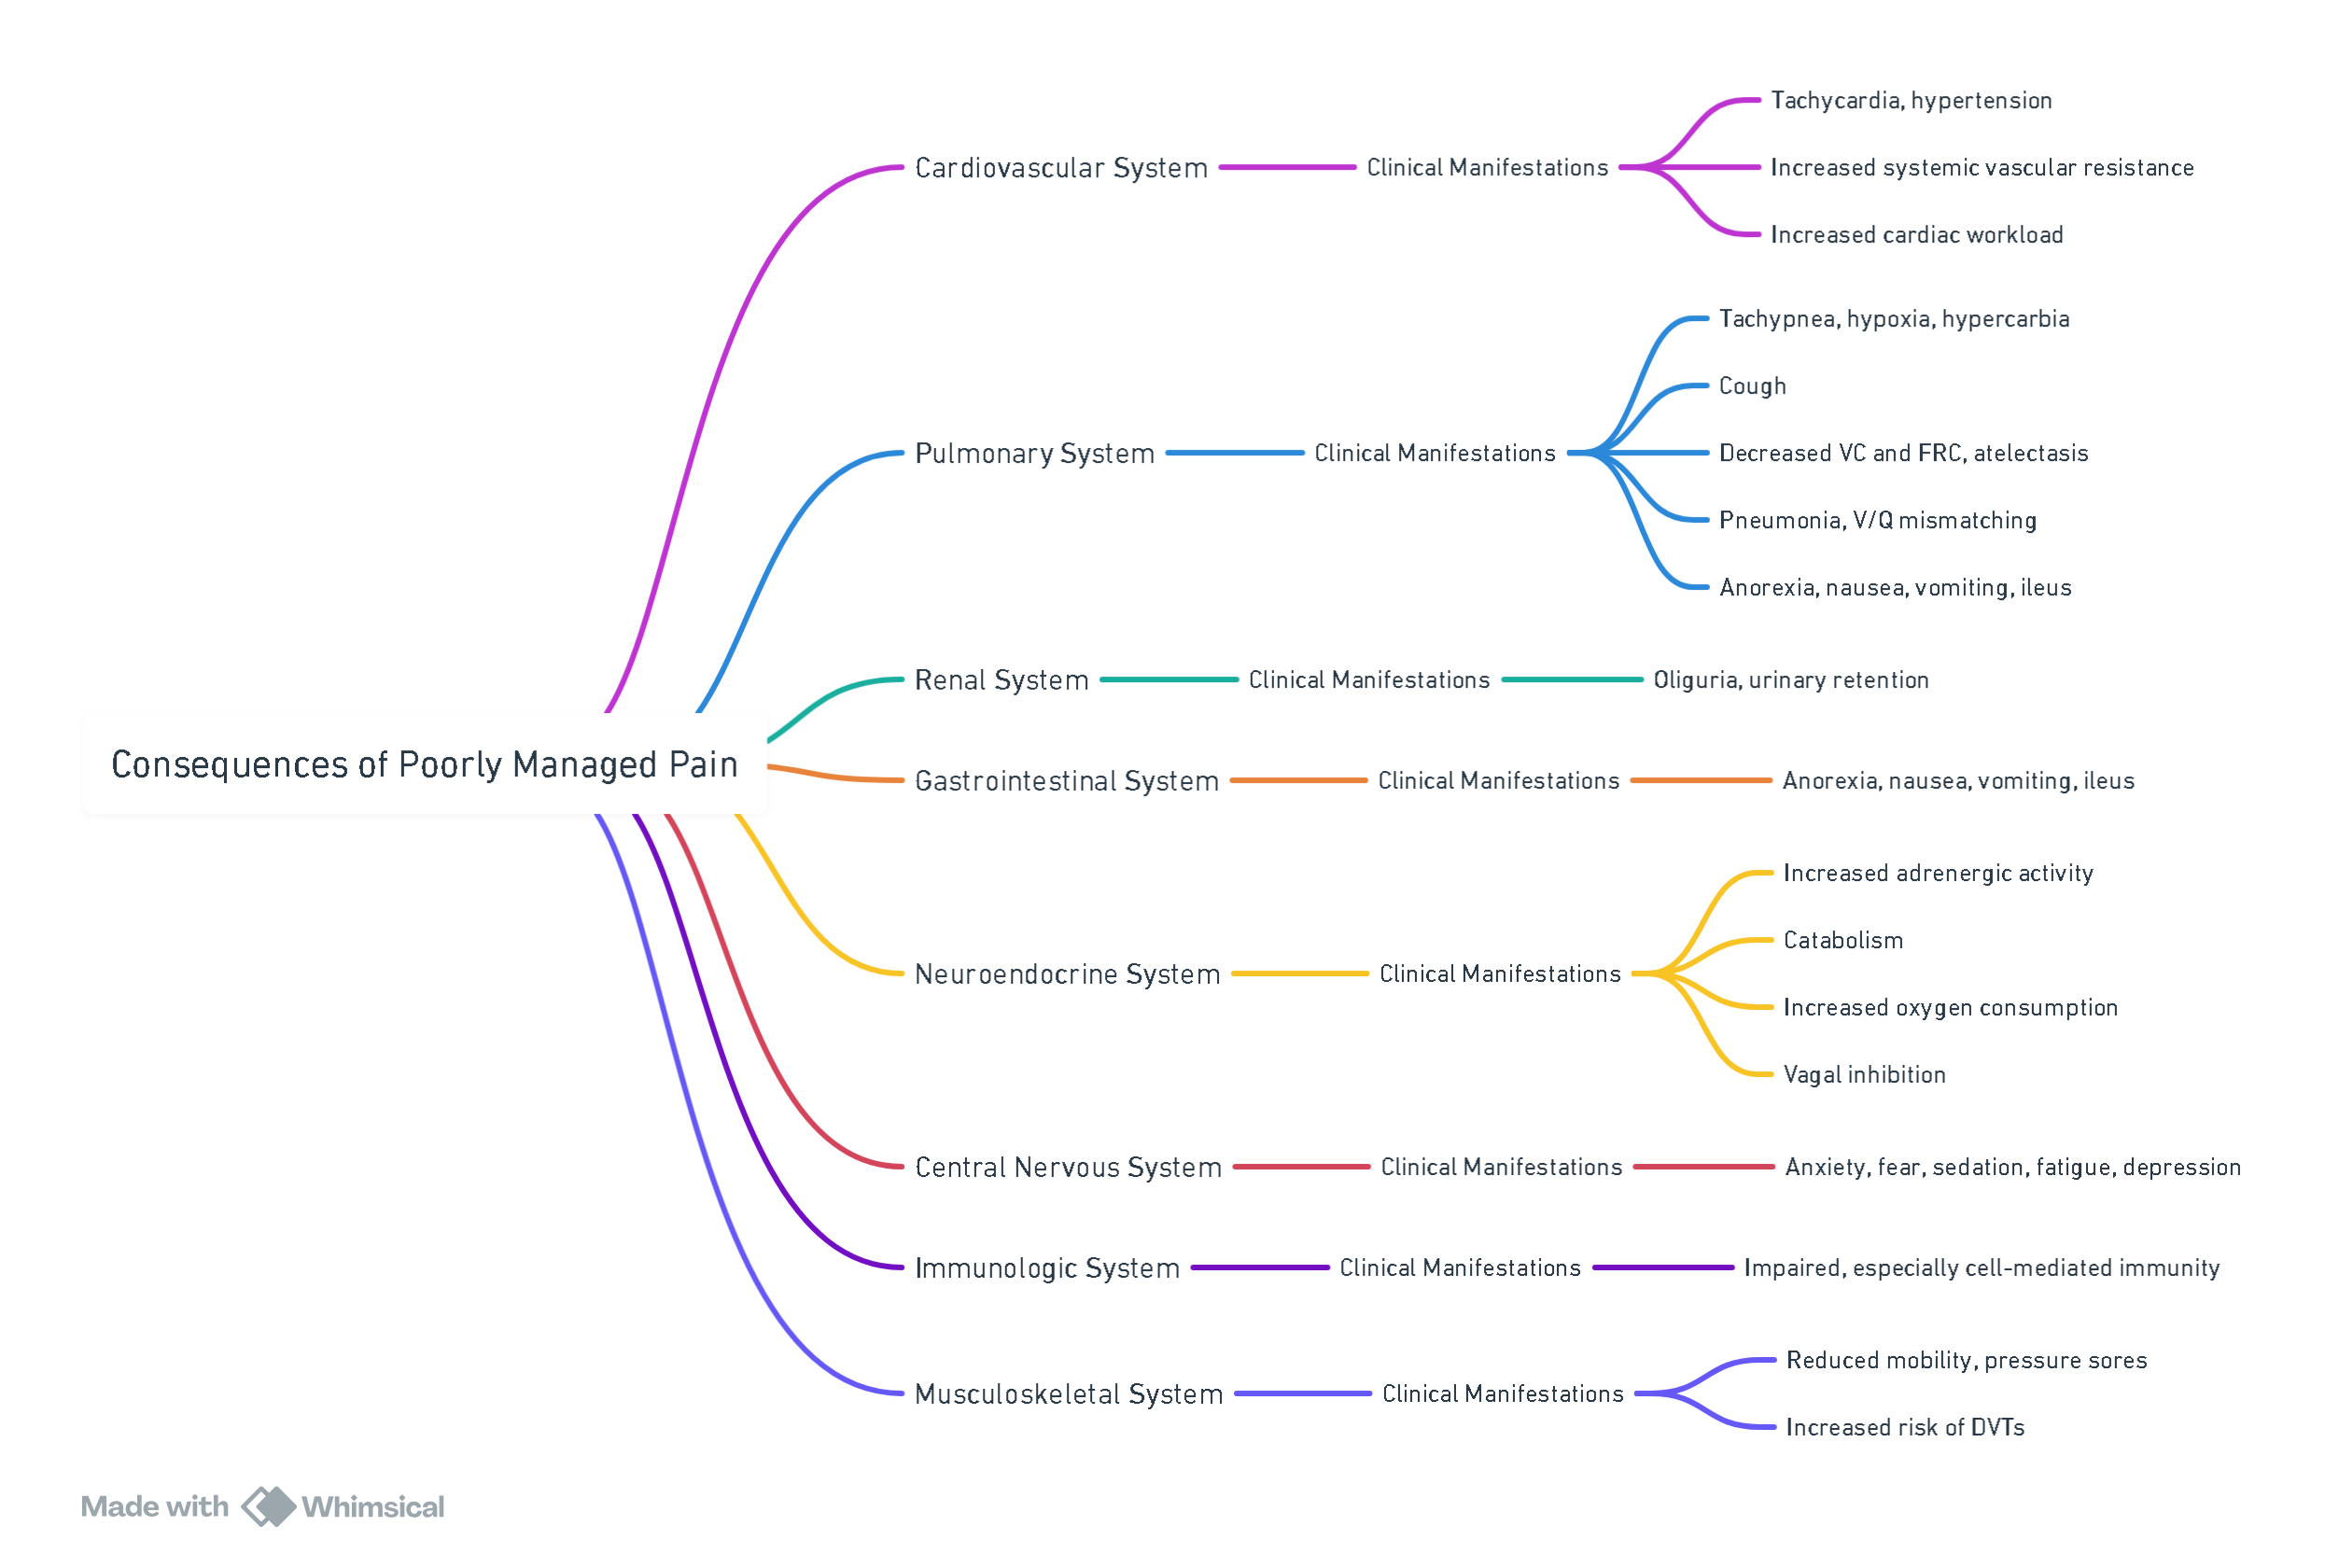 Consequences of Poorly Managed Pain
Cardiovascular System
Clinical Manifestations
Tachycardia, hypertension
Increased systemic vascular resistance
Increased cardiac workload
Pulmonary System
Clinical Manifestations
Tachypnea, hypoxia, hypercarbia
Cough
Decreased VC and FRC, atelectasis
Pneumonia, V/Q mismatching
Anorexia, nausea, vomiting, ileus
Renal System
Clinical Manifestations
Oliguria, urinary retention
Gastrointestinal System
Clinical Manifestations
Anorexia, nausea, vomiting, ileus
Neuroendocrine System
Clinical Manifestations
Increased adrenergic activity
Catabolism
Increased oxygen consumption
Vagal inhibition
Central Nervous System
Clinical Manifestations
Anxiety, fear, sedation, fatigue, depression
Immunologic System
Clinical Manifestations
Impaired, especially cell-mediated immunity
Musculoskeletal System
Clinical Manifestations
Reduced mobility, pressure sores
Increased risk of DVTs
Made with Whimsical